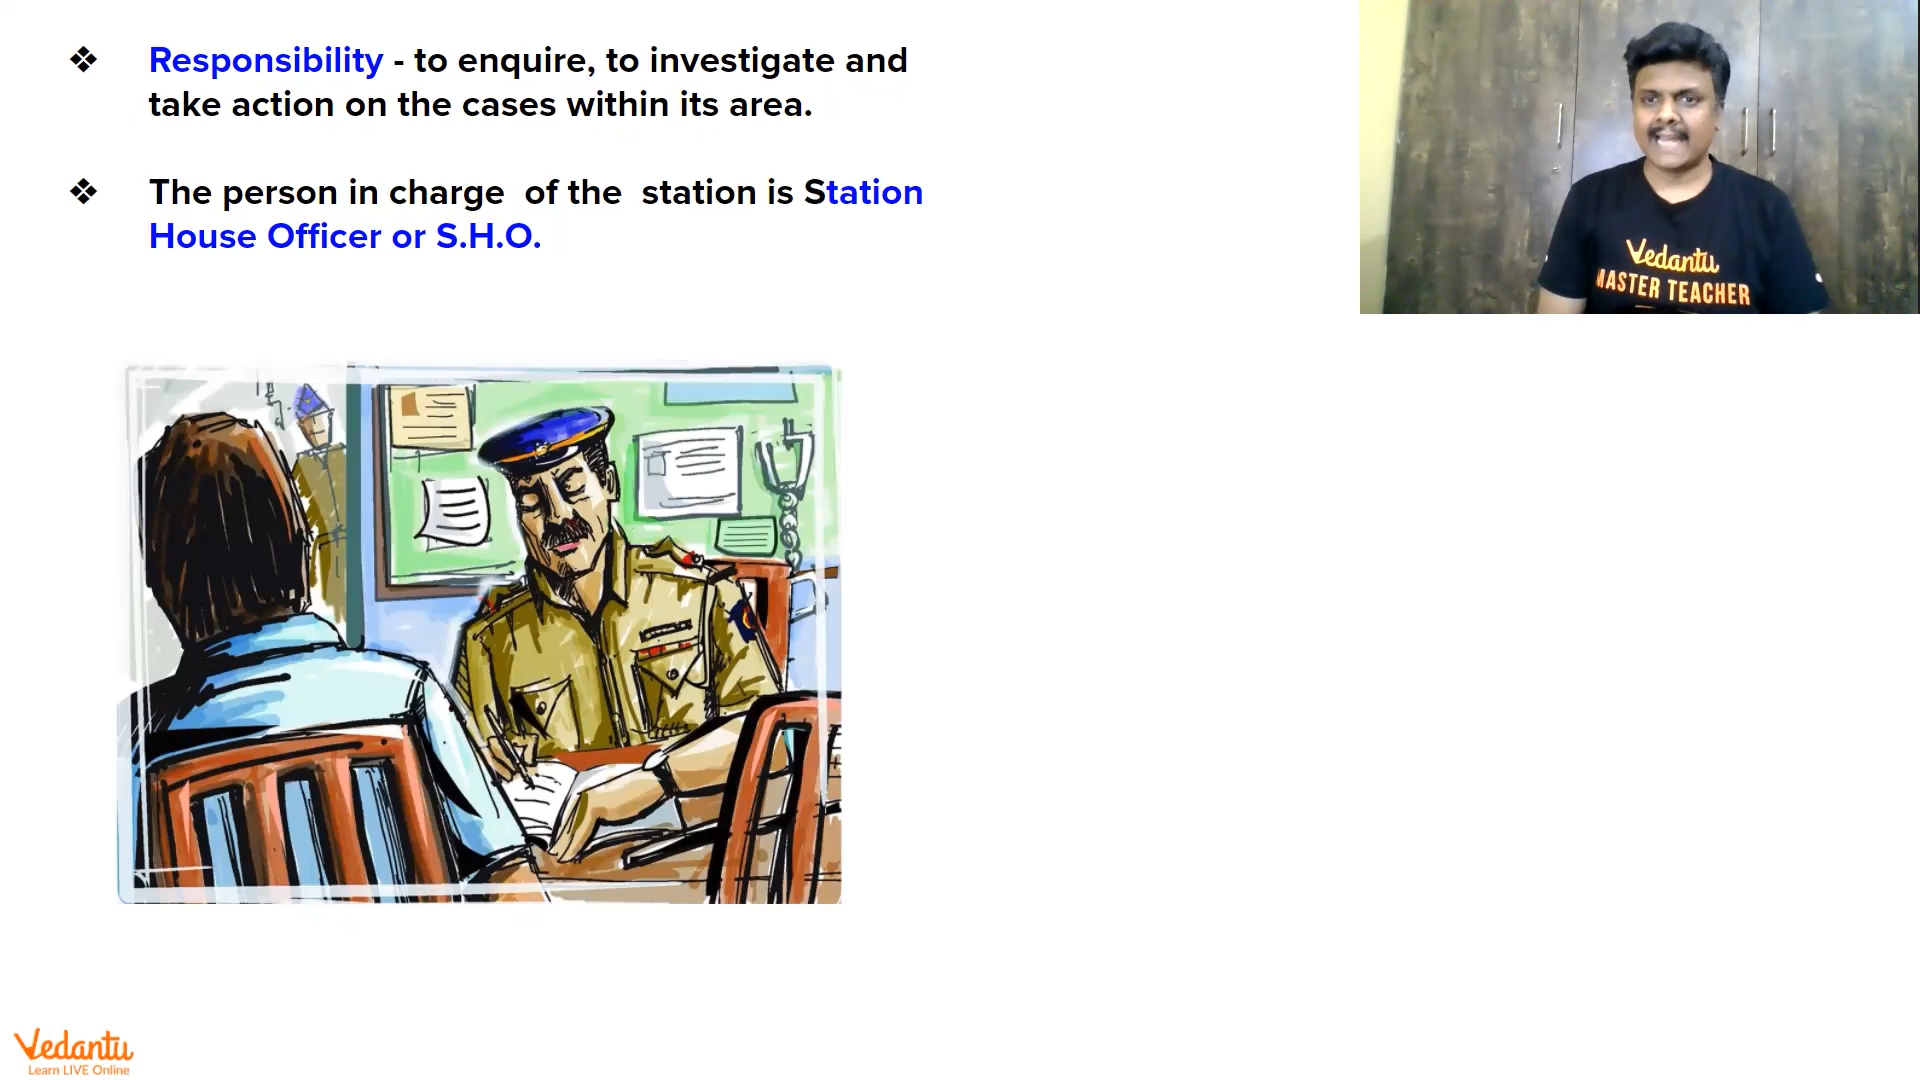 ❖ Responsibility - to enquire, to investigate and
take action on the cases within its area.
❖ The person in charge of the station is Station
House Officer or S.H.O.
Vedantu
MASTER TEACHER
Vedantu
Learn LIVE Online